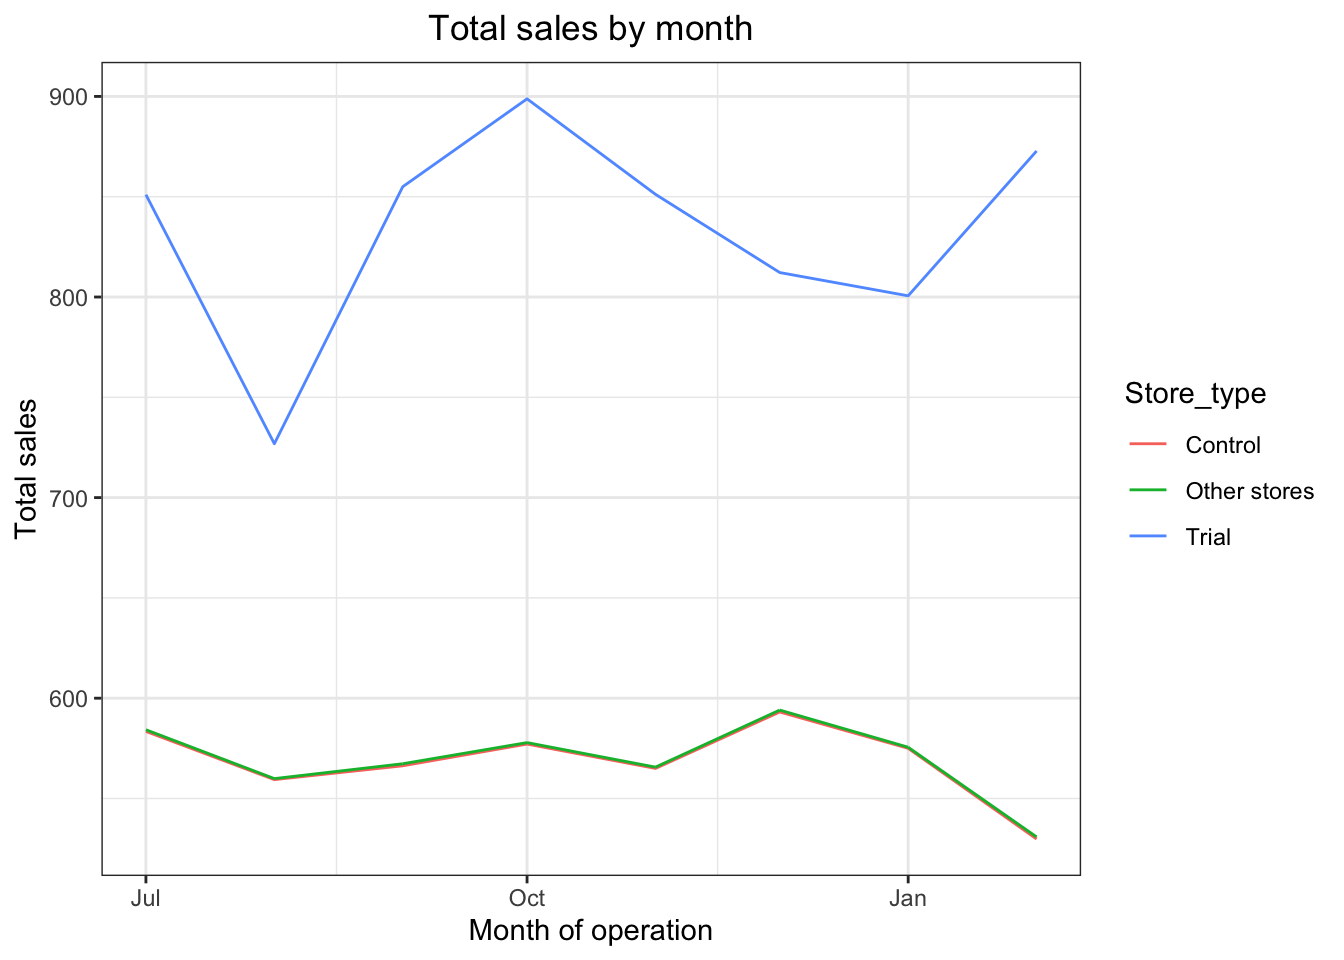 Total sales by month
900
800
700
600
Total sales
Jul
Oct
Jan
Month of operation
Store_type
Control
Other stores
Trial